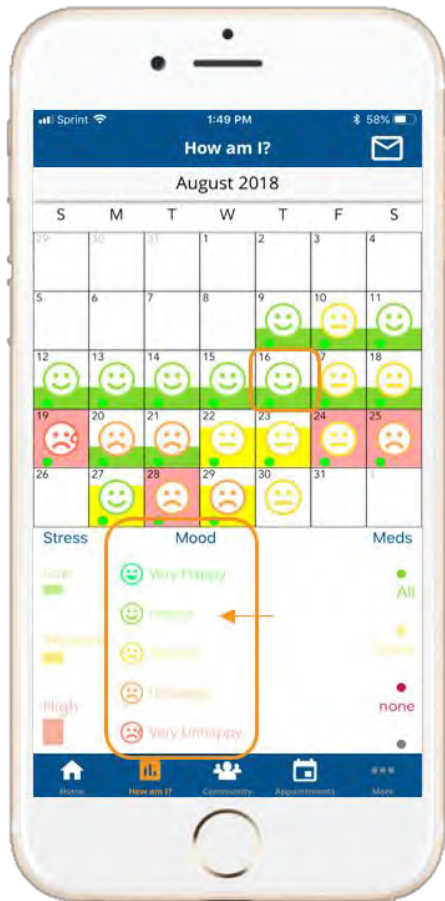 Sprint 1:49 PM 58%
How am I?
August 2018
S M T W T F S
29 30 31 1 2 3 4
5 6 7 8 9 10 11
12 13 14 15 16 17 18
19 20 21 22 23 24 25
26 27 28 29 30 31 1
Stress Mood Meds
Low Very Happy All
Happy
Unhappy
High none
Very Unhappy
Home How am I? Community Appointments More